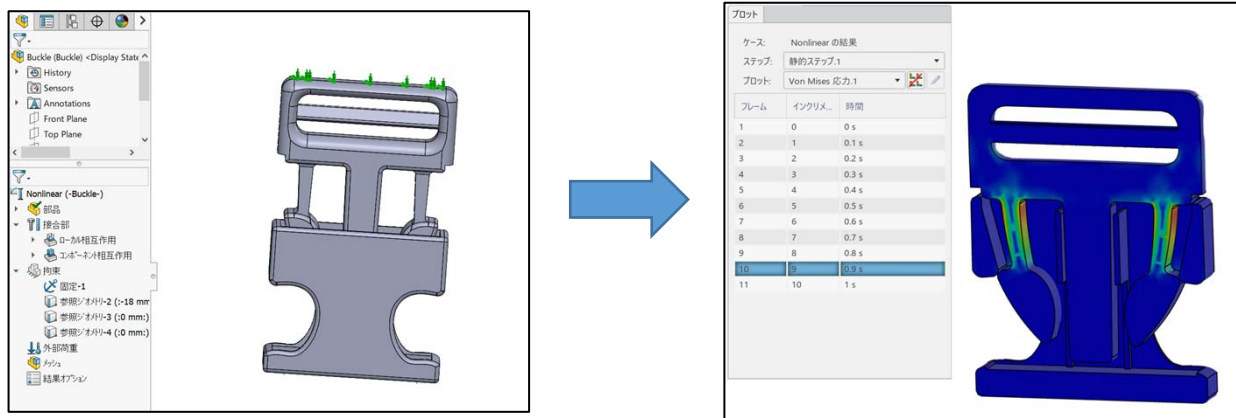 Buckle (Buckle) <Display State
History
Sensors
Annotations
Front Plane
Top Plane
Nonlinear (-Buckle-)
部品
接合部
ローカル相互作用
コンポーネント相互作用
拘束
固定-1
参照ジオメトリ-2 (:-18 mm
参照ジオメトリ-3 (:0 mm:)
参照ジオメトリ-4 (:0 mm:)
外部荷重
メッシュ
結果オプション
プロット
ケース: Nonlinear の結果
ステップ: 静的ステップ.1
プロット: Von Mises 応力.1
フレーム インクリメ... 時間
1 0 0 s
2 1 0.1 s
3 2 0.2 s
4 3 0.3 s
5 4 0.4 s
6 5 0.5 s
7 6 0.6 s
8 7 0.7 s
9 8 0.8 s
10 9 0.9 s
11 10 1 s